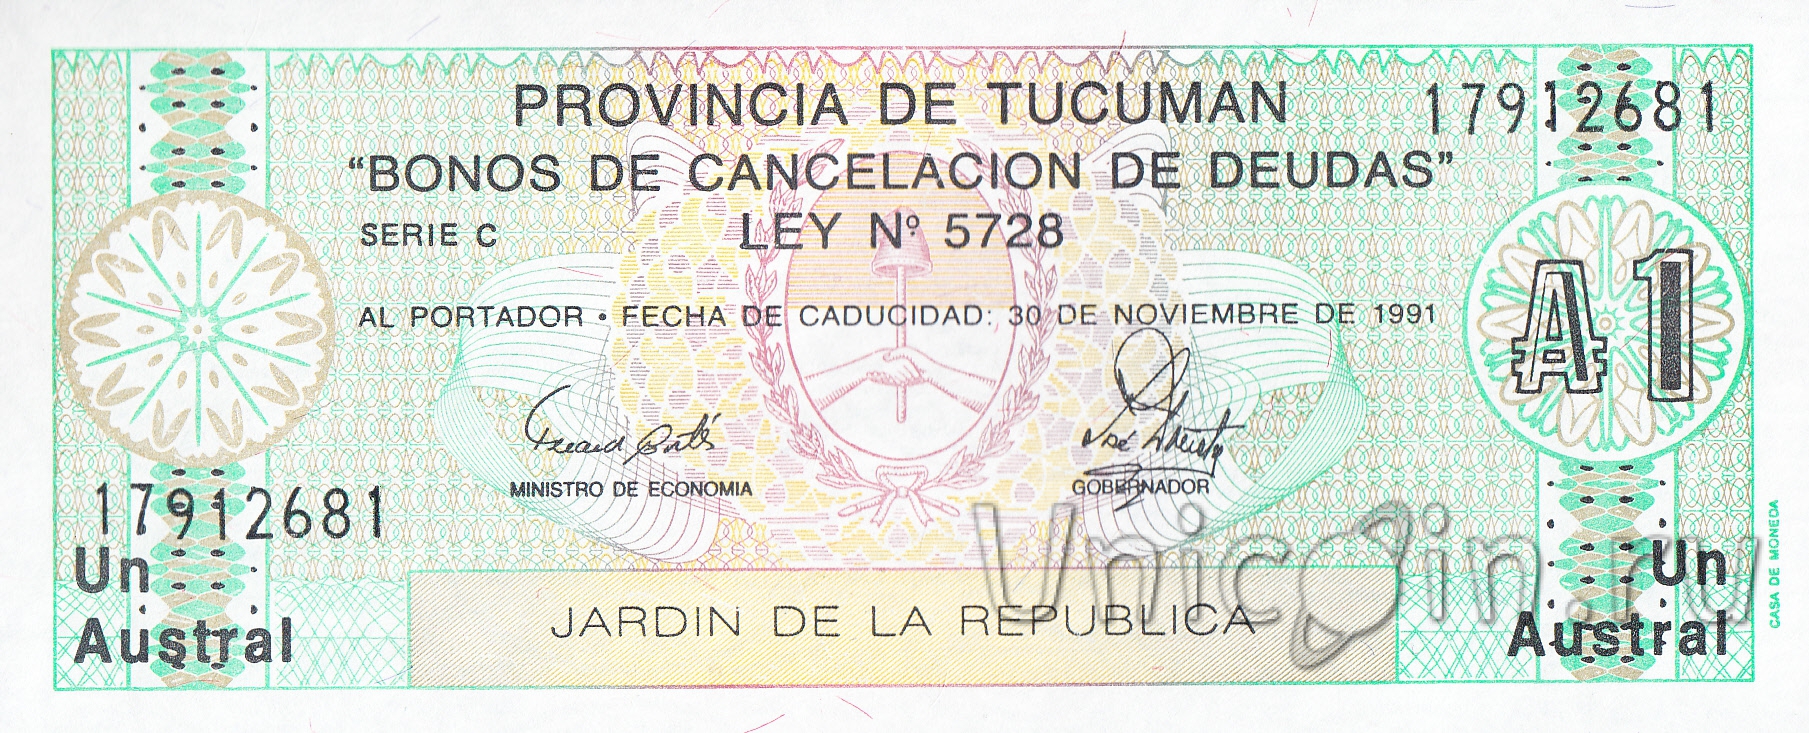 PROVINCIA DE TUCUMAN
17912681
“BONOS DE CANCELACION DE DEUDAS”
SERIE C
LEY Nº 5728
₳ 1
AL PORTADOR • FECHA DE CADUCIDAD: 30 DE NOVIEMBRE DE 1991
MINISTRO DE ECONOMIA
GOBERNADOR
17912681
Un
Austral
JARDIN DE LA REPUBLICA
Un
Austral
CASA DE MONEDA
Unicoin.ru